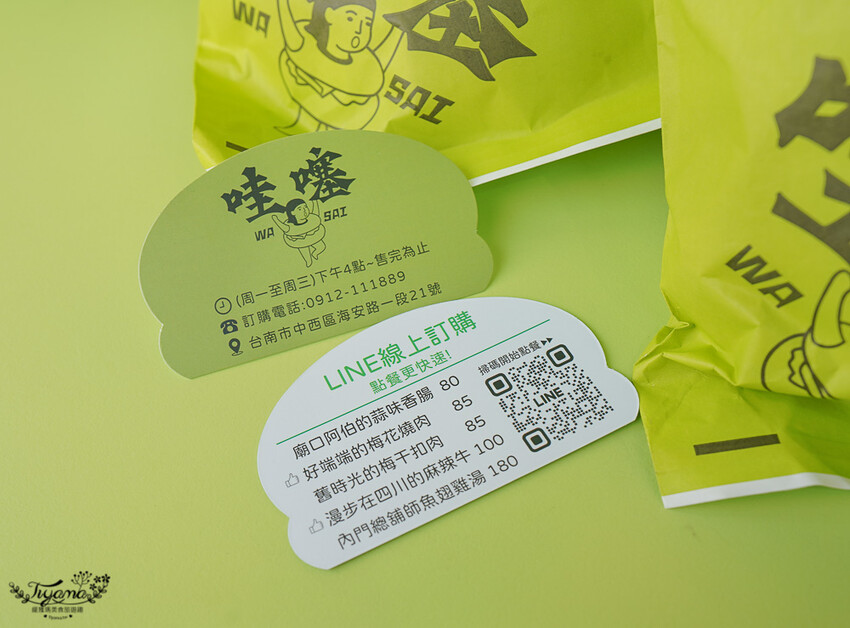 WA
SAI
哇噻
WA SAI
(周一至周三)下午4點~售完為止
訂購電話:0912-111889
台南市中西區海安路一段21號
WA
LINE線上訂購
點餐更快速!
掃碼開始點餐
LINE
廟口阿伯的蒜味香腸 80
好端端的梅花燒肉 85
舊時光的梅干扣肉 85
漫步在四川的麻辣牛 100
內門總舖師魚翅雞湯 180
Tuyama